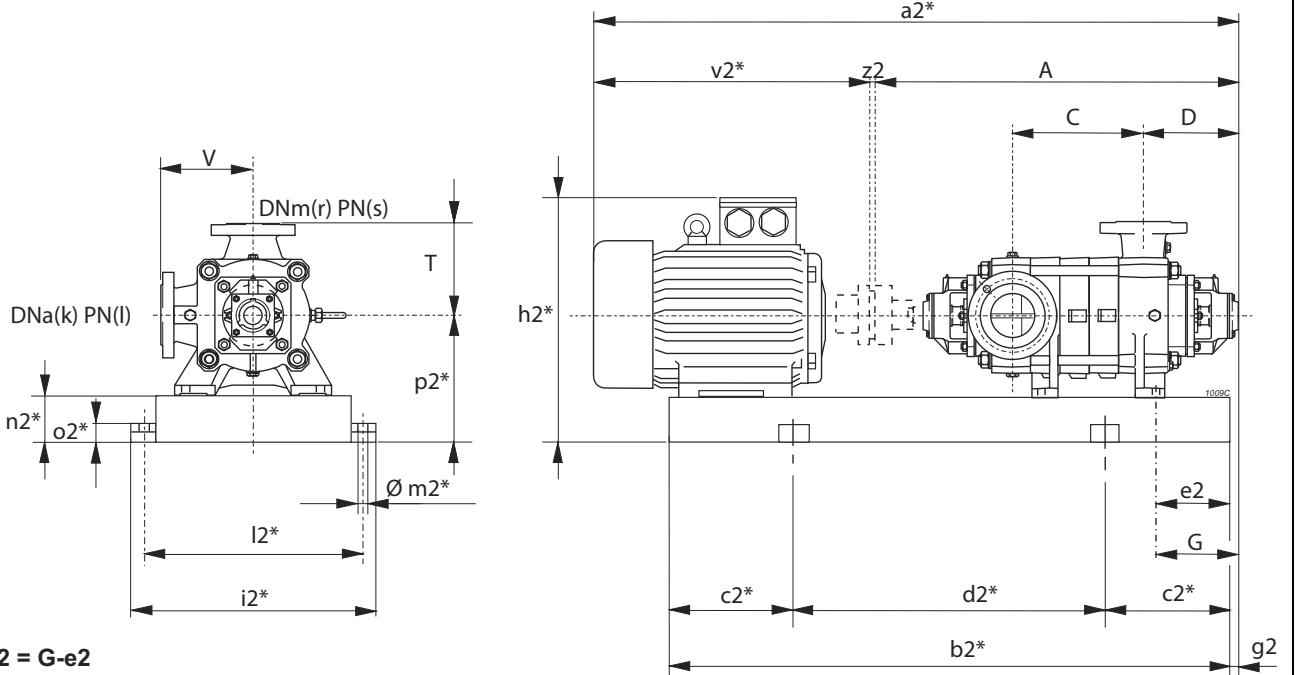 a2*
v2*
z2
A
C
D
V
DNm(r) PN(s)
T
h2*
DNa(k) PN(l)
p2*
n2*
o2*
1009C
Ø m2*
e2
l2*
G
i2*
c2*
d2*
c2*
b2*
g2
2 = G-e2